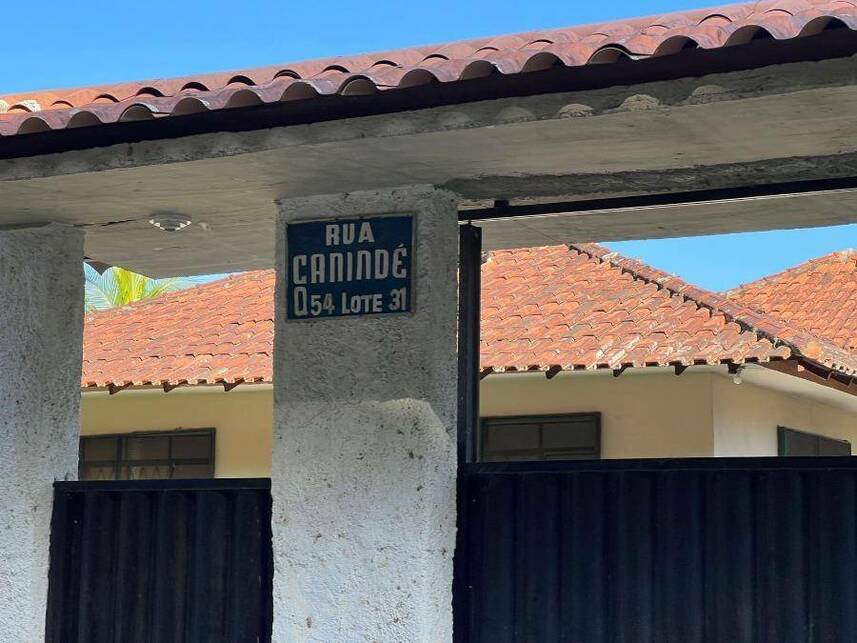 RUA
CANINDÉ
Q54 LOTE 31